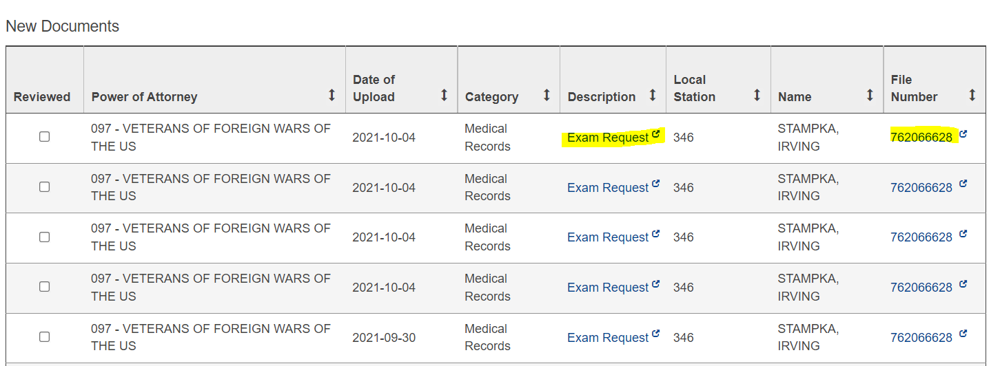 New Documents
Reviewed Power of Attorney Date of Upload Category Description Local Station Name File Number
097 - VETERANS OF FOREIGN WARS OF THE US 2021-10-04 Medical Records Exam Request 346 STAMPKA, IRVING 762066628
097 - VETERANS OF FOREIGN WARS OF THE US 2021-10-04 Medical Records Exam Request 346 STAMPKA, IRVING 762066628
097 - VETERANS OF FOREIGN WARS OF THE US 2021-10-04 Medical Records Exam Request 346 STAMPKA, IRVING 762066628
097 - VETERANS OF FOREIGN WARS OF THE US 2021-10-04 Medical Records Exam Request 346 STAMPKA, IRVING 762066628
097 - VETERANS OF FOREIGN WARS OF THE US 2021-09-30 Medical Records Exam Request 346 STAMPKA, IRVING 762066628